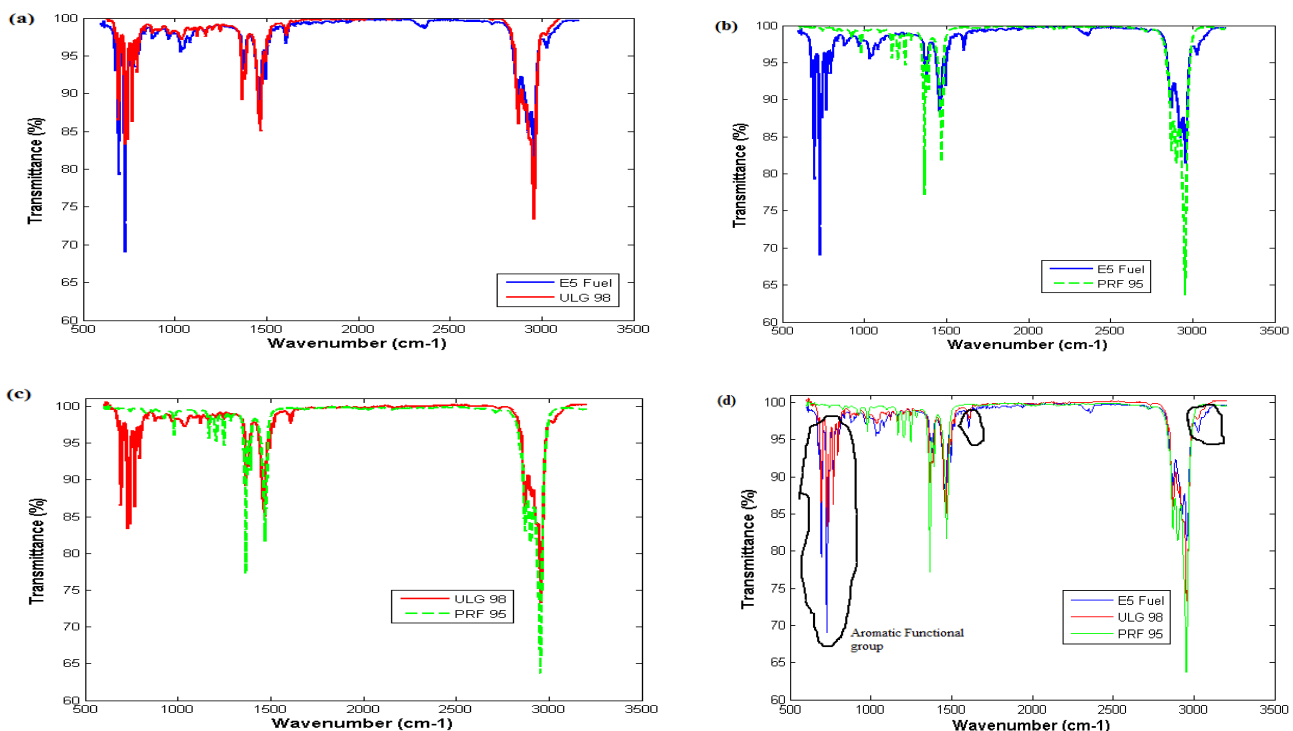 (a)
100
95
90
85
80
75
70
65
60
500
1000
1500
2000
2500
3000
3500
Transmittance (%)
Wavenumber (cm-1)
E5 Fuel
ULG 98
(b)
100
95
90
85
80
75
70
65
60
500
1000
1500
2000
2500
3000
3500
Transmittance (%)
Wavenumber (cm-1)
E5 Fuel
PRF 95
(c)
100
95
90
85
80
75
70
65
60
500
1000
1500
2000
2500
3000
3500
Transmittance (%)
Wavenumber (cm-1)
ULG 98
PRF 95
(d)
100
95
90
85
80
75
70
65
60
500
1000
1500
2000
2500
3000
3500
Transmittance (%)
Wavenumber (cm-1)
E5 Fuel
ULG 98
PRF 95
Aromatic Functional
group